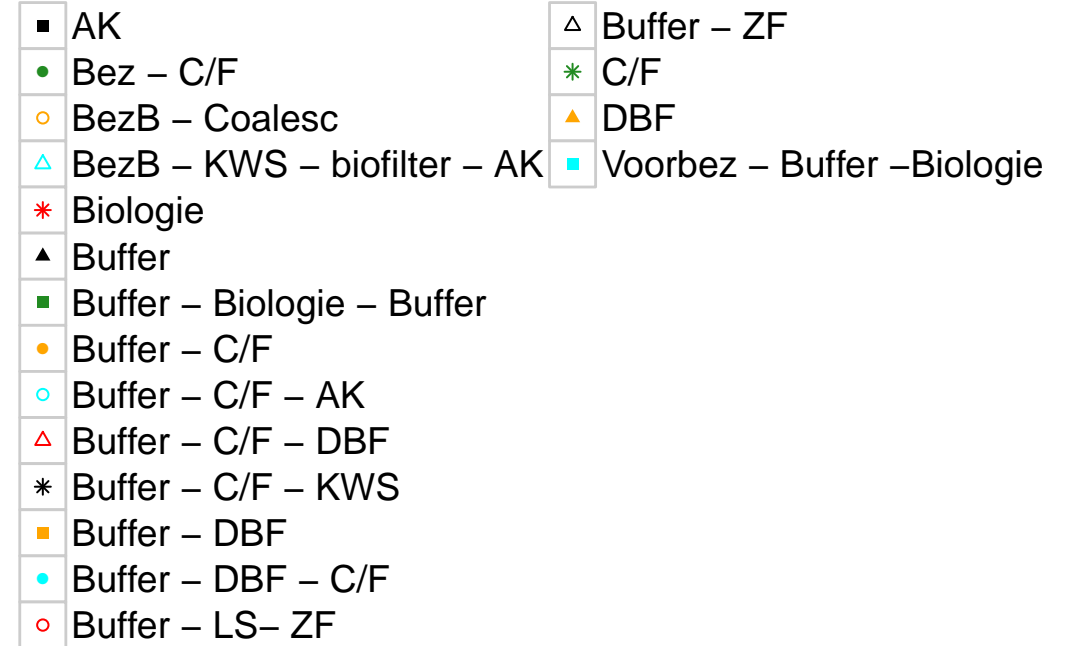 AK
Bez – C/F
BezB – Coalesc
BezB – KWS – biofilter – AK
Biologie
Buffer
Buffer – Biologie – Buffer
Buffer – C/F
Buffer – C/F – AK
Buffer – C/F – DBF
Buffer – C/F – KWS
Buffer – DBF
Buffer – DBF – C/F
Buffer – LS– ZF
Buffer – ZF
C/F
DBF
Voorbez – Buffer –Biologie